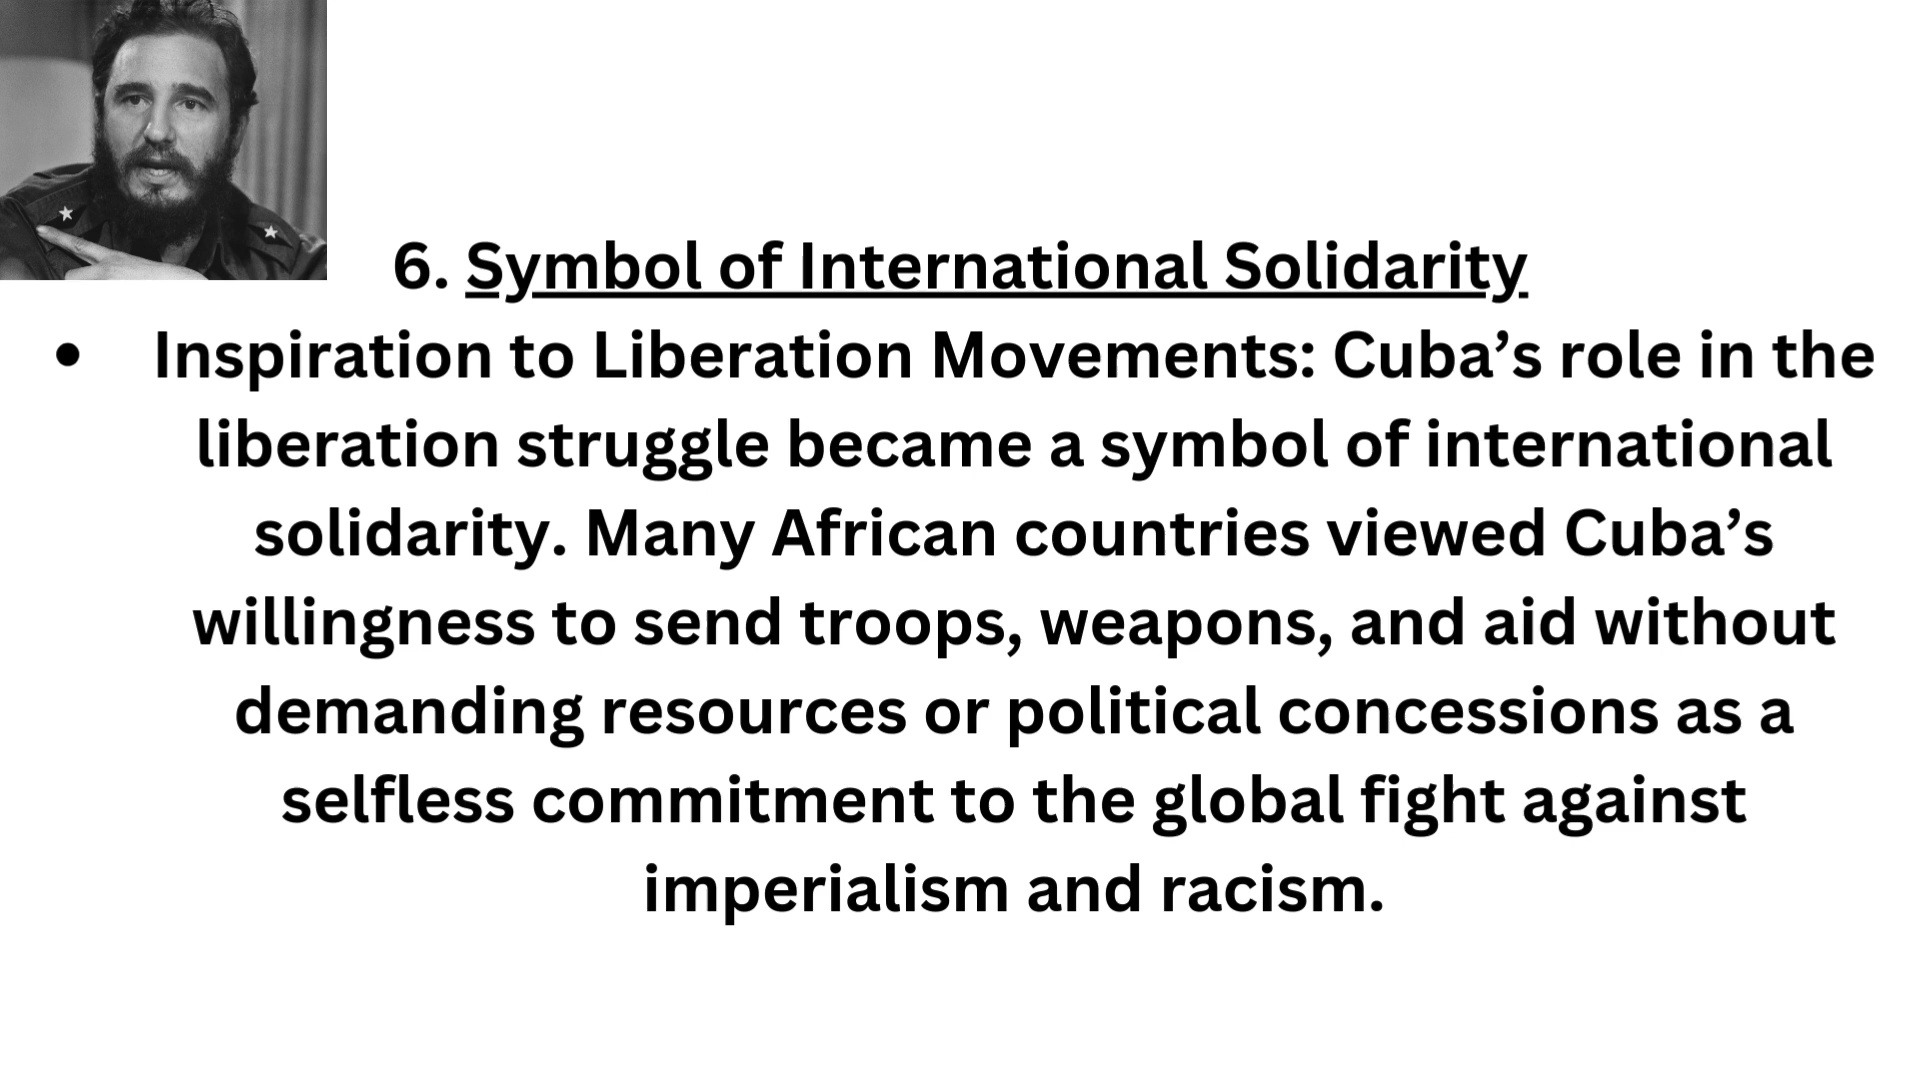 6. Symbol of International Solidarity
• Inspiration to Liberation Movements: Cuba’s role in the
liberation struggle became a symbol of international
solidarity. Many African countries viewed Cuba’s
willingness to send troops, weapons, and aid without
demanding resources or political concessions as a
selfless commitment to the global fight against
imperialism and racism.